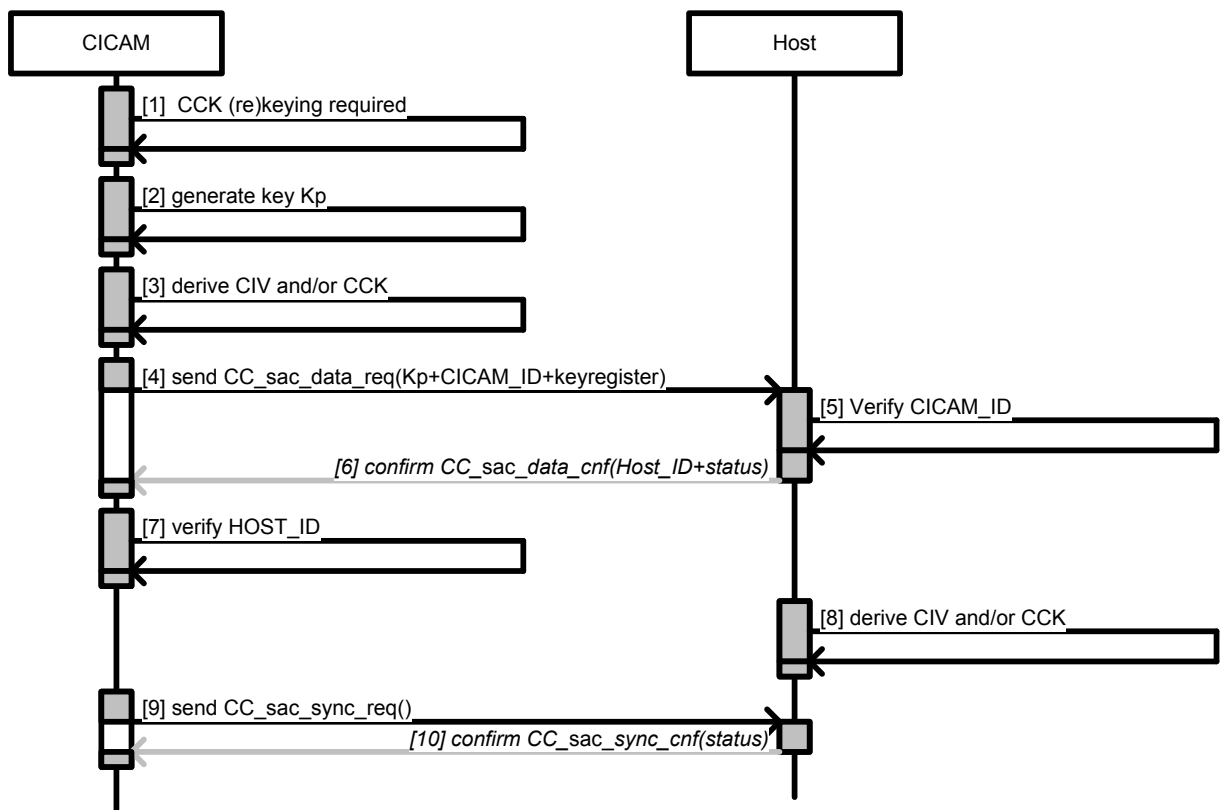 CICAM
Host
[1] CCK (re)keying required
[2] generate key Kp
[3] derive CIV and/or CCK
[4] send CC_sac_data_req(Kp+CICAM_ID+keyregister)
[5] Verify CICAM_ID
[6] confirm CC_sac_data_cnf(Host_ID+status)
[7] verify HOST_ID
[8] derive CIV and/or CCK
[9] send CC_sac_sync_req()
[10] confirm CC_sac_sync_cnf(status)